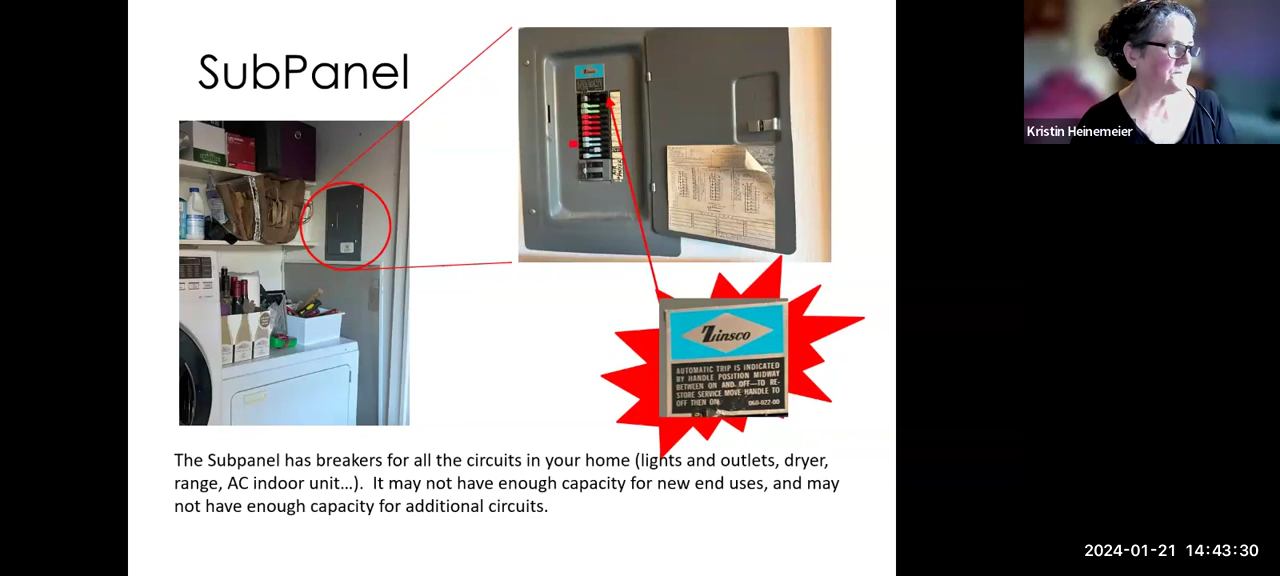 SubPanel
Zinsco
AUTOMATIC TRIP IS INDICATED
BY HANDLE POSITION MIDWAY
BETWEEN ON AND OFF—TO RE-
STORE SERVICE MOVE HANDLE TO
OFF THEN ON. 060-022-00
The Subpanel has breakers for all the circuits in your home (lights and outlets, dryer,
range, AC indoor unit…).  It may not have enough capacity for new end uses, and may
not have enough capacity for additional circuits.
Kristin Heinemeier
2024-01-21 14:43:30